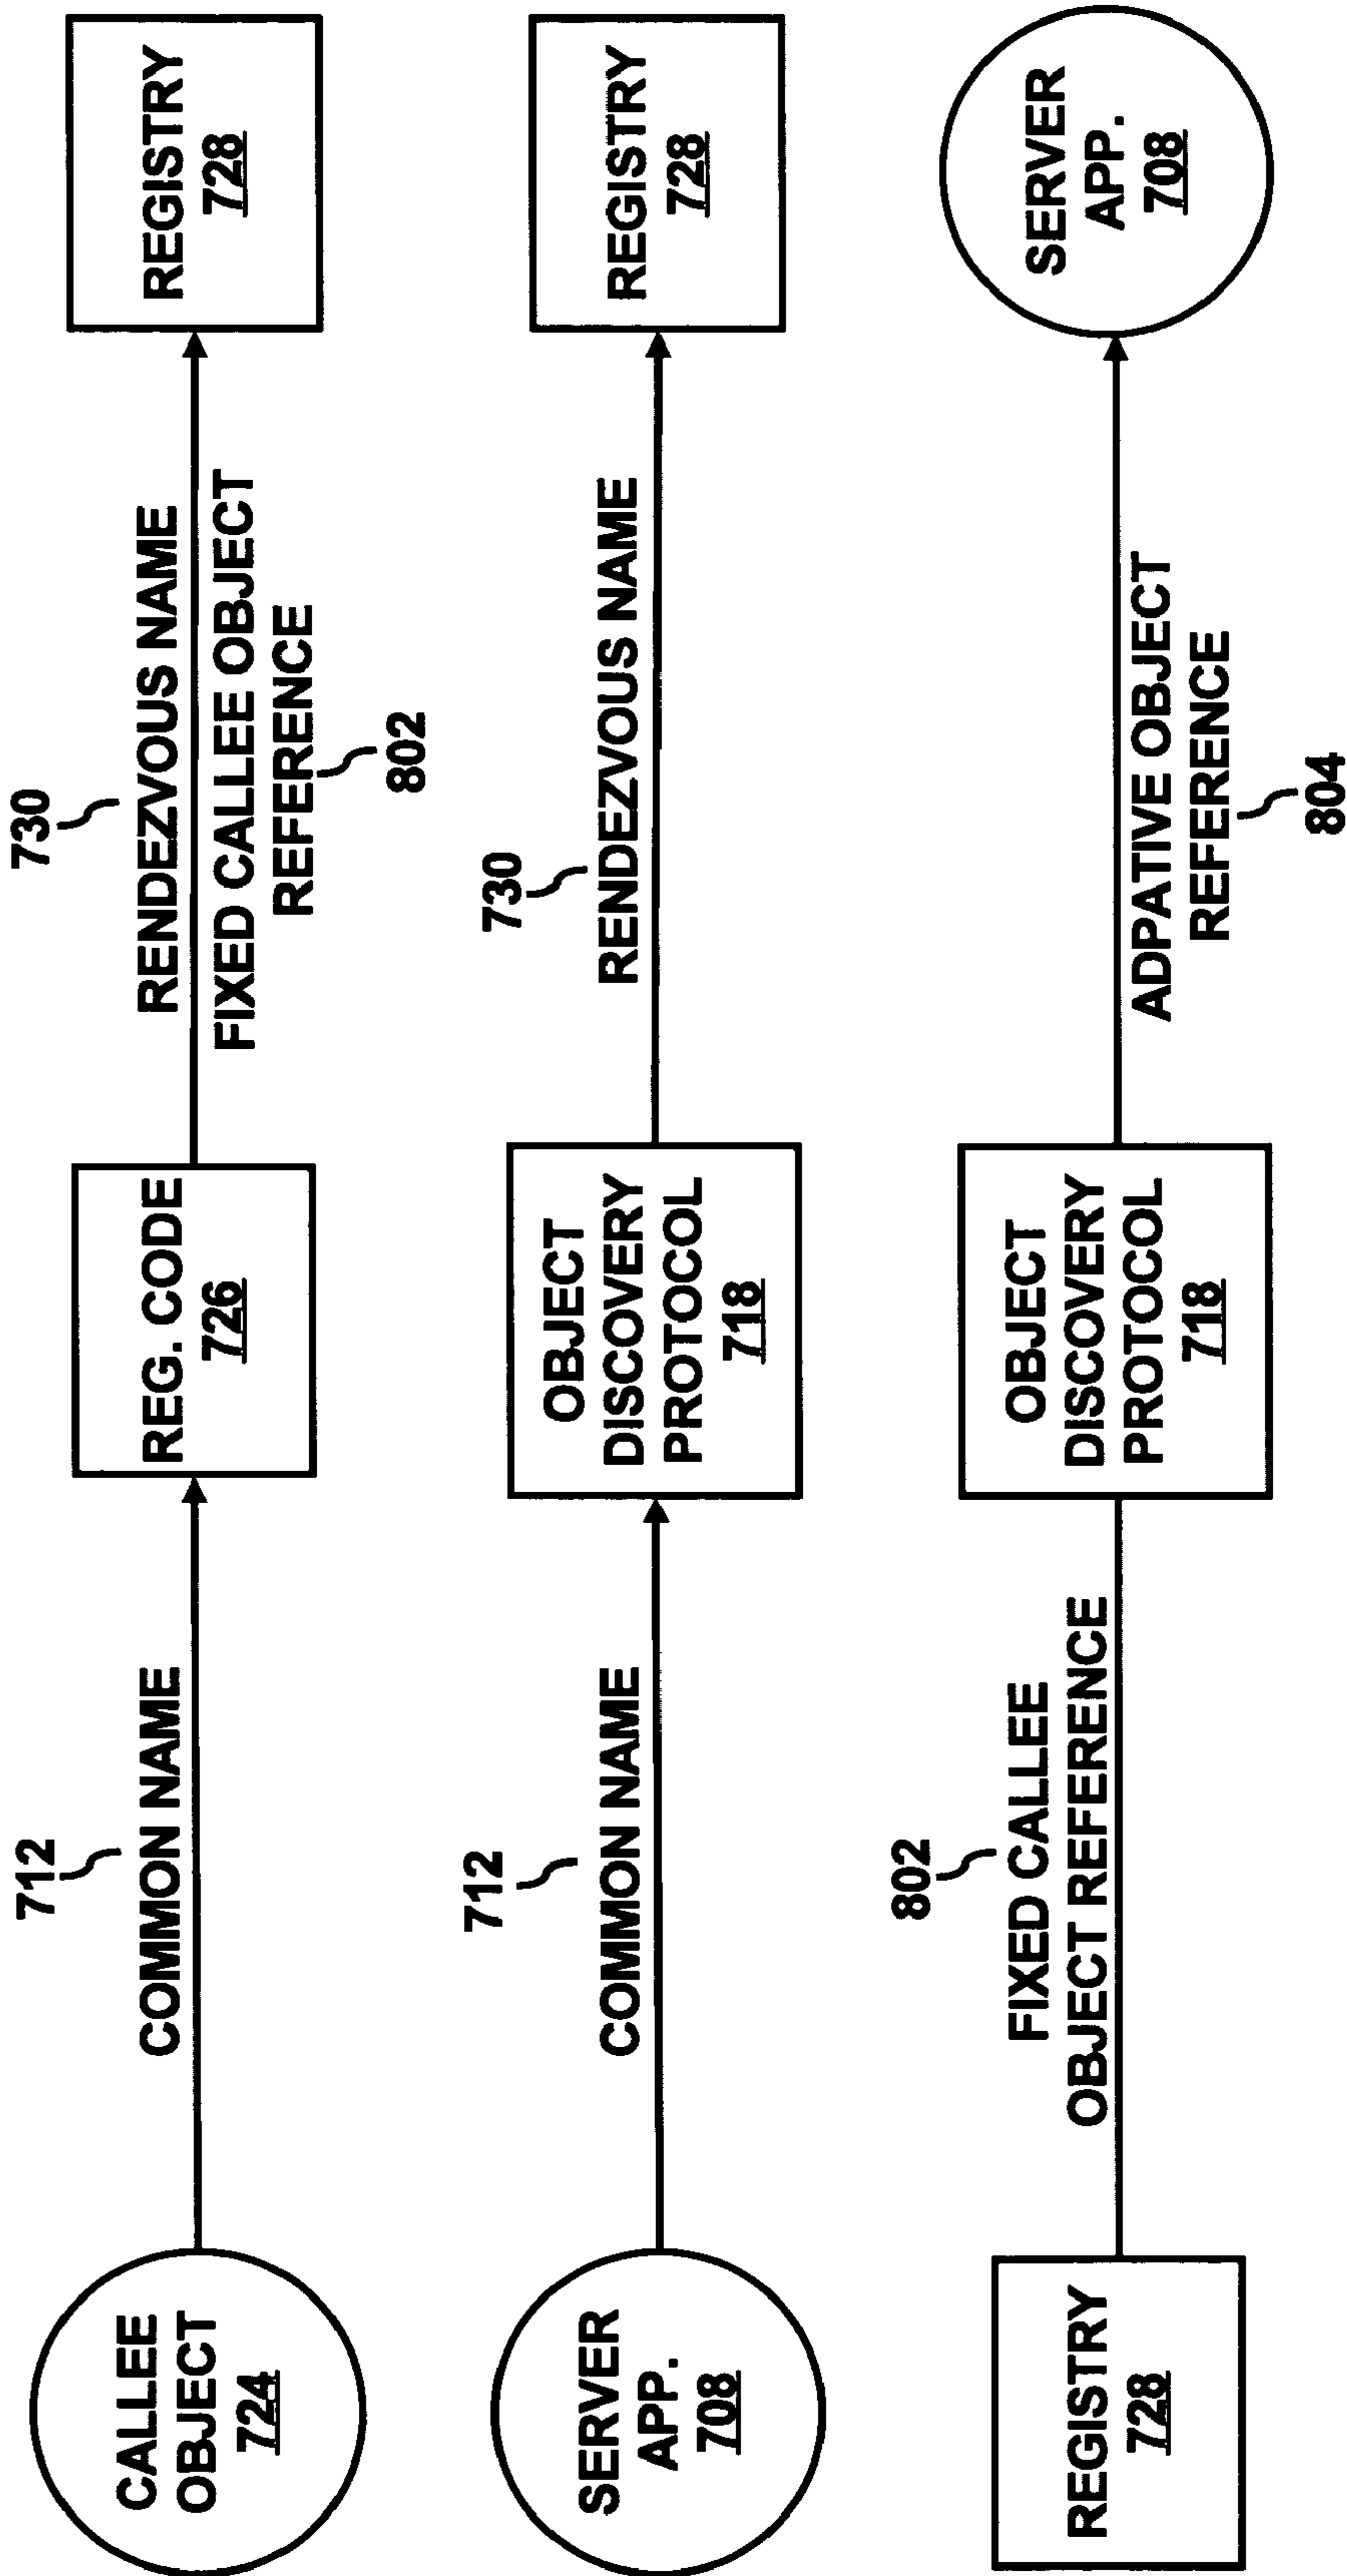 CALLEE
OBJECT
724
712
COMMON NAME
REG. CODE
726
730
RENDEZVOUS NAME
FIXED CALLEE OBJECT
REFERENCE
802
REGISTRY
728
SERVER
APP.
708
712
COMMON NAME
OBJECT
DISCOVERY
PROTOCOL
718
730
RENDEZVOUS NAME
REGISTRY
728
REGISTRY
728
802
FIXED CALLEE
OBJECT REFERENCE
OBJECT
DISCOVERY
PROTOCOL
718
ADPATIVE OBJECT
REFERENCE
804
SERVER
APP.
708